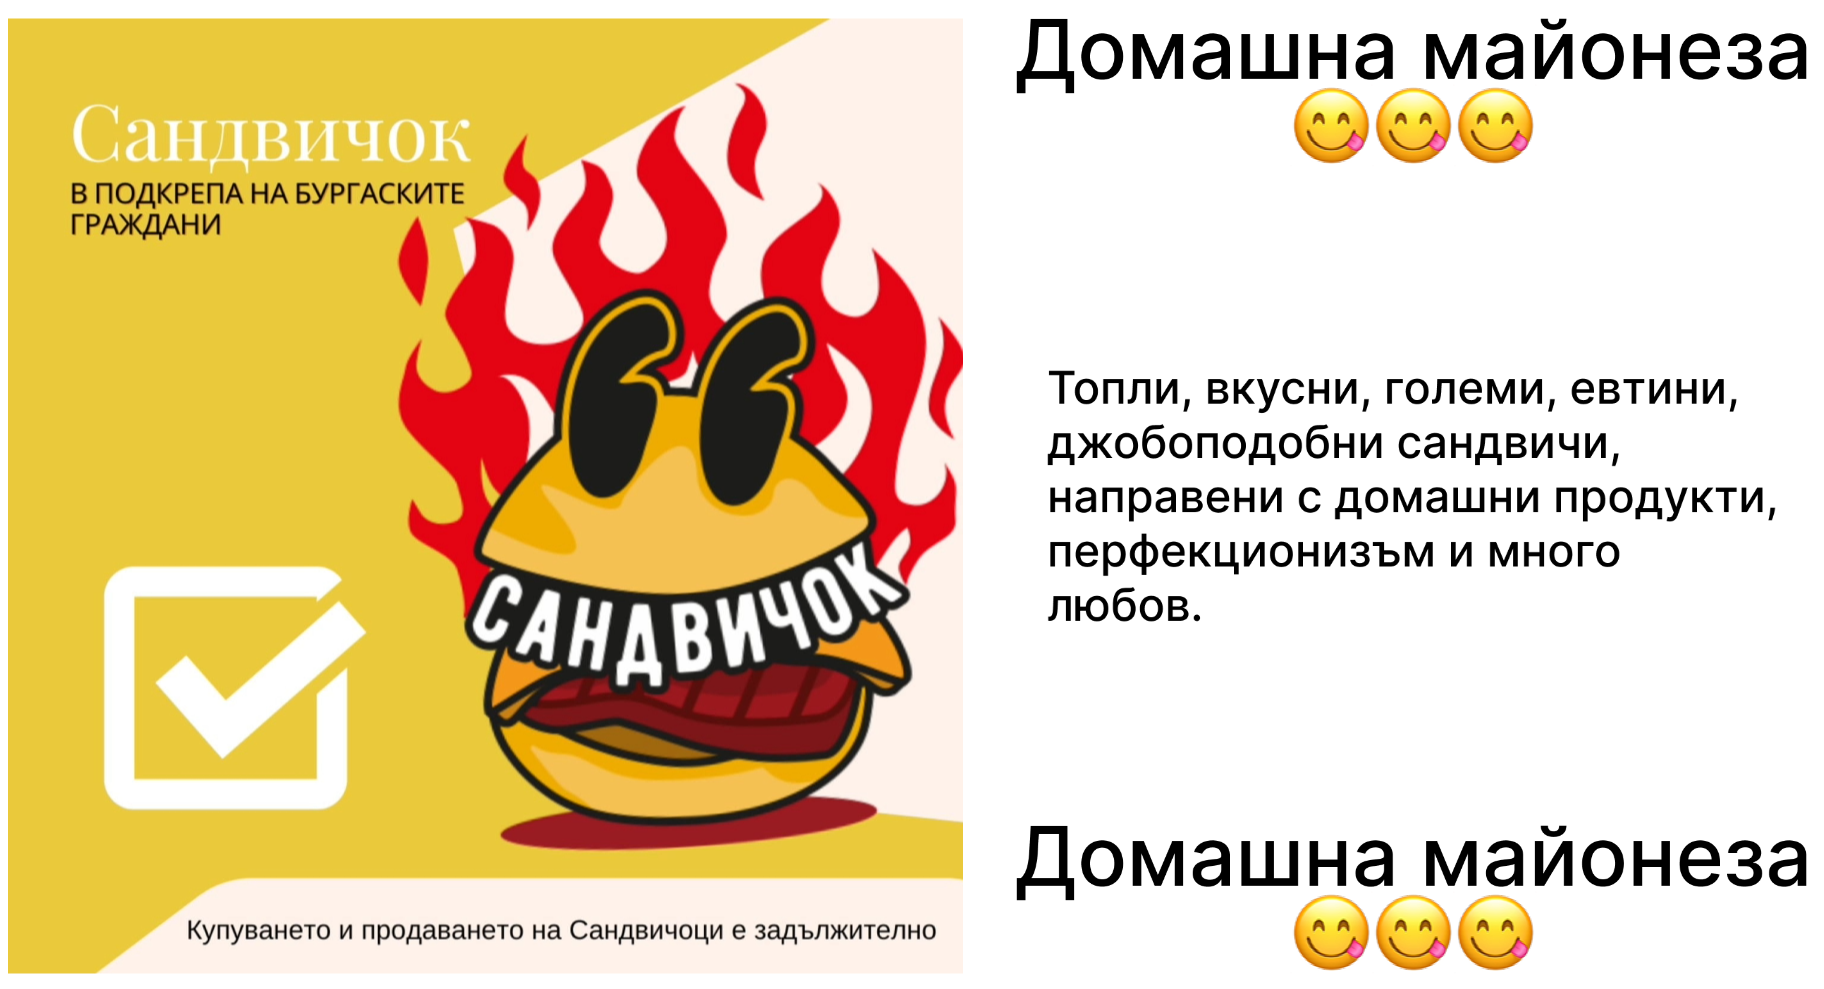 Сандвичок
В ПОДКРЕПА НА БУРГАСКИТЕ
ГРАЖДАНИ
САНДВИЧОК
Купуването и продаването на Сандвичоци е задължително
Домашна майонеза
😋😋😋
Топли, вкусни, големи, евтини,
джобоподобни сандвичи,
направени с домашни продукти,
перфекционизъм и много
любов.
Домашна майонеза
😋😋😋